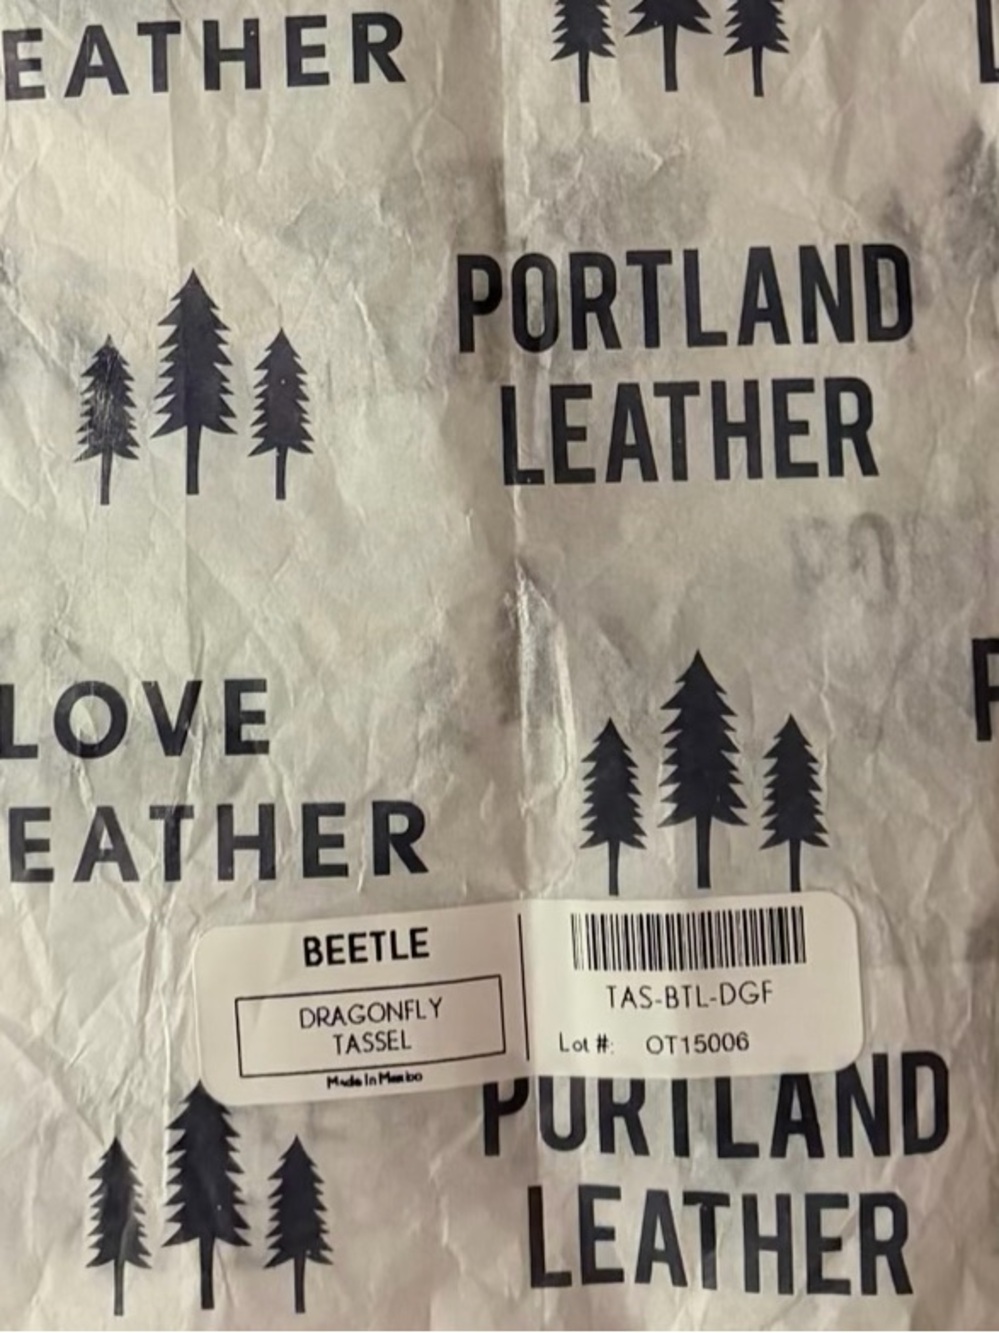 EATHER
PORTLAND
LEATHER
LOVE
EATHER
BEETLE
DRAGONFLY
TASSEL
Made In Mexico
TAS-BTL-DGF
Lot #: OT15006
PORTLAND
LEATHER